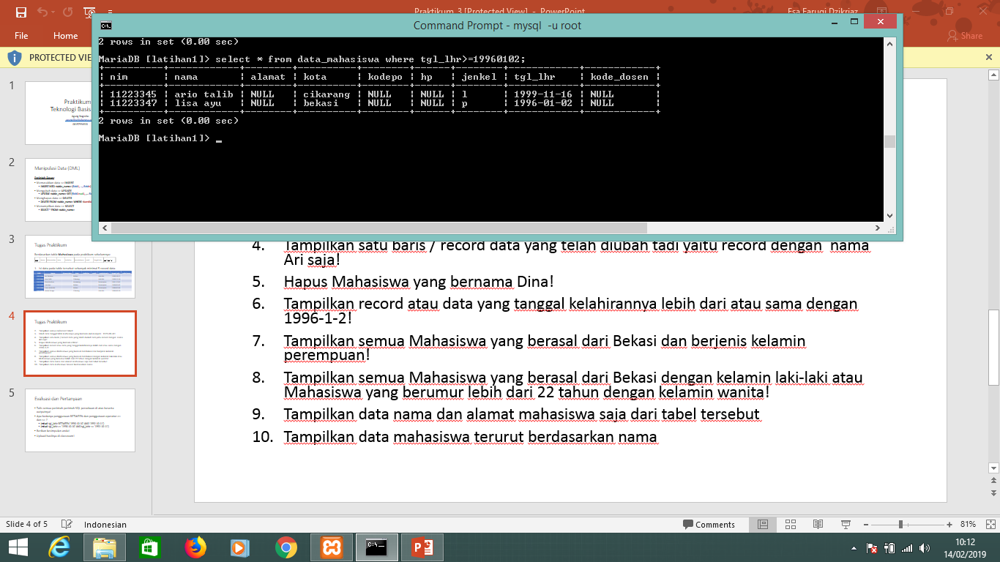 Praktikum 3 [Protected View] - PowerPoint
Esa Faruqi Dzikriaz
File
Home
Share
PROTECTED VIE
Command Prompt - mysql -u root
2 rows in set (0.00 sec)
MariaDB [latihan1]> select * from data_mahasiswa where tgl_lhr>=19960102;
| nim | nama | alamat | kota | kodepo | hp | jenkel | tgl_lhr | kode_dosen |
| 11223345 | ario talib | NULL | cikarang | NULL | NULL | l | 1999-11-16 | NULL |
| 11223347 | lisa ayu | NULL | bekasi | NULL | NULL | p | 1996-01-02 | NULL |
2 rows in set (0.00 sec)
MariaDB [latihan1]>
1
Praktikum
Teknologi Basis
2
Manipulasi Data (DML)
3
Tugas Praktikum
4
Tugas Praktikum
5
Evaluasi dan Pertanyaan
4. Tampilkan satu baris / record data yang telah diubah tadi yaitu record dengan nama
Ari saja!
5. Hapus Mahasiswa yang bernama Dina!
6. Tampilkan record atau data yang tanggal kelahirannya lebih dari atau sama dengan
1996-1-2!
7. Tampilkan semua Mahasiswa yang berasal dari Bekasi dan berjenis kelamin
perempuan!
8. Tampilkan semua Mahasiswa yang berasal dari Bekasi dengan kelamin laki-laki atau
Mahasiswa yang berumur lebih dari 22 tahun dengan kelamin wanita!
9. Tampilkan data nama dan alamat mahasiswa saja dari tabel tersebut
10. Tampilkan data mahasiswa terurut berdasarkan nama
Slide 4 of 5
Indonesian
Comments
81%
10:12
14/02/2019